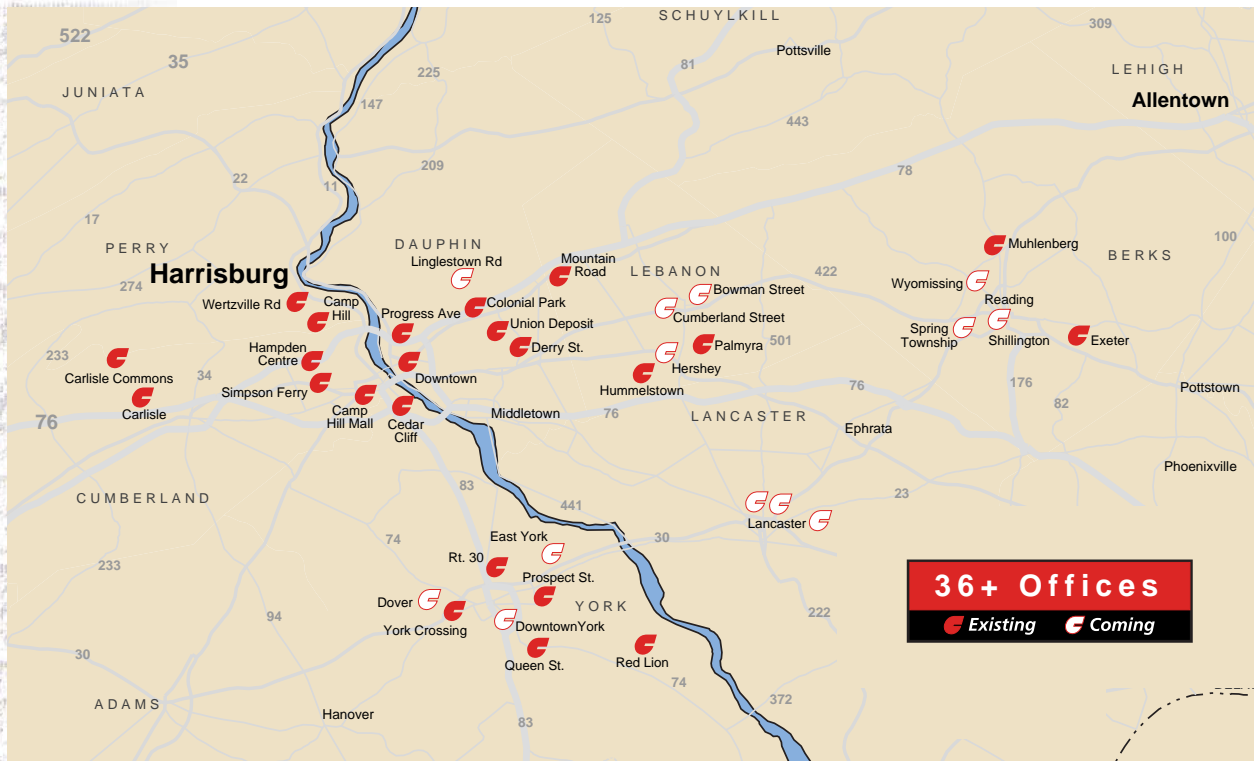 SCHUYLKILL
125
309
522
Pottsville
35
81
LEHIGH
225
JUNIATA
Allentown
147
443
209
78
22
11
17
100
PERRY
DAUPHIN
Muhlenberg
BERKS
Linglestown Rd
Mountain
Road
LEBANON
422
Harrisburg
274
Wyomissing
Bowman Street
Wertzville Rd
Camp
Hill
Progress Ave
Colonial Park
Reading
Cumberland Street
Union Deposit
Spring
Township
Shillington
Exeter
501
Palmyra
Derry St.
Hampden
Centre
233
Hershey
Carlisle Commons
34
Downtown
Simpson Ferry
Hummelstown
76
176
Pottstown
82
Carlisle
Camp
Hill Mall
Cedar
Cliff
Middletown
76
LANCASTER
76
Ephrata
Phoenixville
83
CUMBERLAND
23
441
Lancaster
74
East York
30
Rt. 30
233
Prospect St.
36+ Offices
Existing
Coming
Dover
YORK
94
York Crossing
222
DowntownYork
30
Queen St.
Red Lion
74
ADAMS
372
Hanover
83